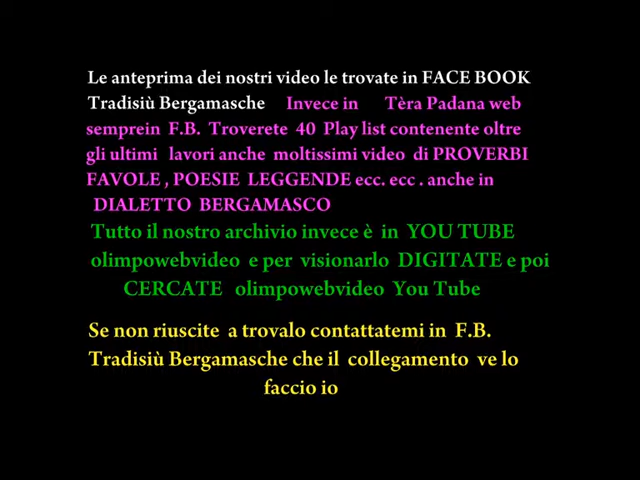 Le anteprima dei nostri video le trovate in FACE BOOK
Tradisiù Bergamasche Invece in Tèra Padana web
semprein F.B. Troverete 40 Play list contenente oltre
gli ultimi lavori anche moltissimi video di PROVERBI
FAVOLE , POESIE LEGGENDE ecc. ecc . anche in
DIALETTO BERGAMASCO
Tutto il nostro archivio invece è in YOU TUBE
olimpowebvideo e per visionarlo DIGITATE e poi
CERCATE olimpowebvideo You Tube
Se non riuscite a trovalo contattatemi in F.B.
Tradisiù Bergamasche che il collegamento ve lo
faccio io